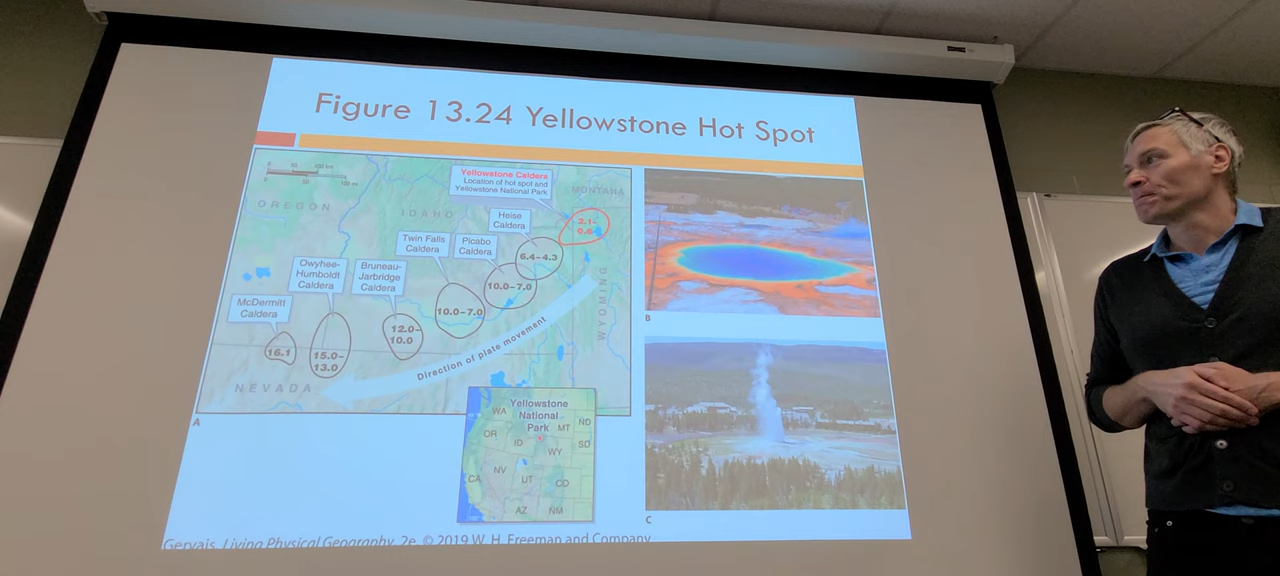 Figure 13.24 Yellowstone Hot Spot
Yellowstone Caldera
Location of hot spot and
Yellowstone National Park
MONTANA
OREGON
IDAHO
Heise
Caldera
2.1–
Twin Falls
Caldera
Picabo
Caldera
6.4–4.3
Owyhee-
Humboldt
Caldera
Bruneau-
Jarbridge
Caldera
10.0–7.0
WYOMING
McDermitt
Caldera
10.0–7.0
12.0–
10.0
16.1
15.0–
13.0
Direction of plate movement
NEVADA
A
B
C
Yellowstone
National
Park
WA
MT
ND
OR
ID
SD
WY
NV
CA
UT
CO
AZ
NM
Gervais, Living Physical Geography, 2e, © 2019 W. H. Freeman and Company